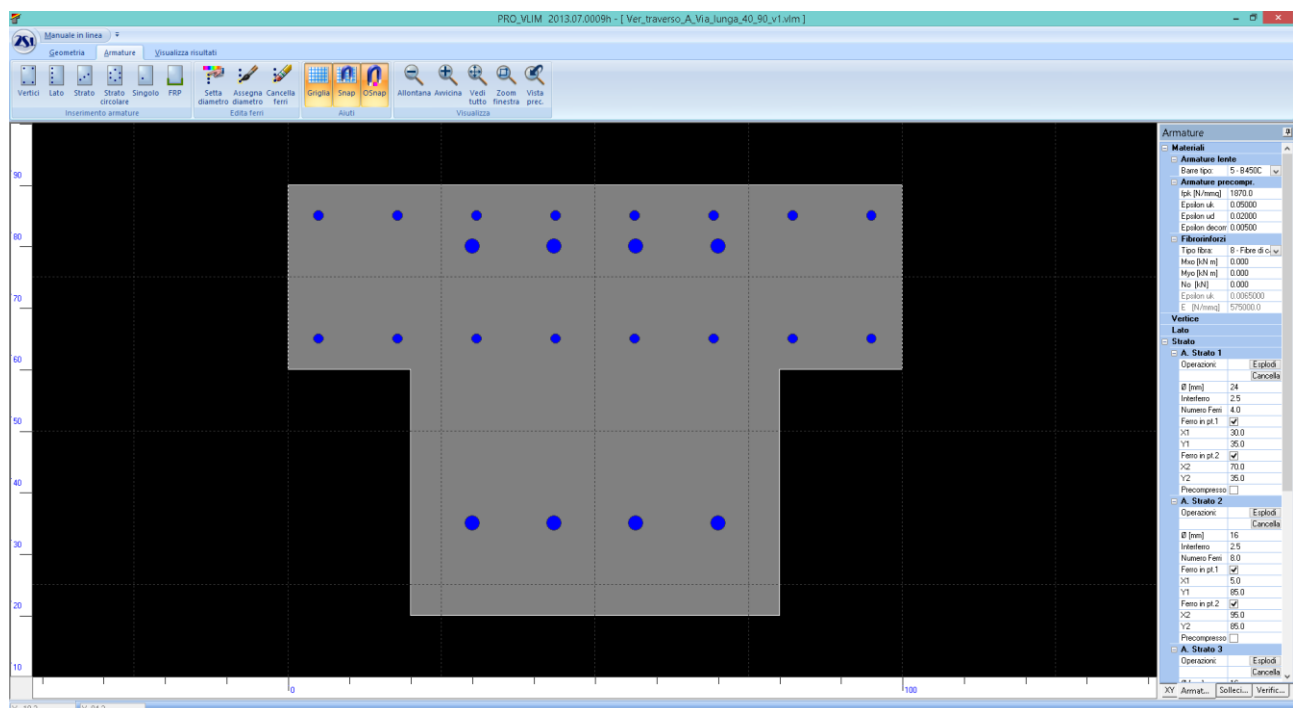 PRO_VLIM 2013.07.0009h - [ Ver_traverso_A_Via_lunga_40_90_v1.vlm ]
2SI
Manuale in linea
Geometria Armature Visualizza risultati
Vertici Lato Strato Strato circolare Singolo FRP
Setta diametro Assegna diametro Cancella ferri
Griglia Snap OSnap
Allontana Avvicina Vedi tutto Zoom finestra Vista prec.
Inserimento armature Edita ferri Aiuti Visualizza
90
80
70
60
50
40
30
20
10
0 100
Armature
Materiali
Armature lente
Barre tipo: 5 - B450C
Armature precompr.
fpk [N/mmq] 1870.0
Epsilon uk 0.05000
Epsilon ud 0.02000
Epsilon decom 0.00500
Fibrorinforzi
Tipo fibra: 8 - Fibre di c
Mxo [kN m] 0.000
Myo [kN m] 0.000
No [kN] 0.000
Epsilon uk 0.0065000
E [N/mmq] 575000.0
Vertice
Lato
Strato
A. Strato 1
Operazioni: Esplodi
Cancella
Ø [mm] 24
Interferro 2.5
Numero Ferri 4.0
Ferro in pt.1
X1 30.0
Y1 35.0
Ferro in pt.2
X2 70.0
Y2 35.0
Precompresso
A. Strato 2
Operazioni: Esplodi
Cancella
Ø [mm] 16
Interferro 2.5
Numero Ferri 8.0
Ferro in pt.1
X1 5.0
Y1 85.0
Ferro in pt.2
X2 95.0
Y2 85.0
Precompresso
A. Strato 3
Operazioni: Esplodi
Cancella
XY Armat... Solleci... Verific...